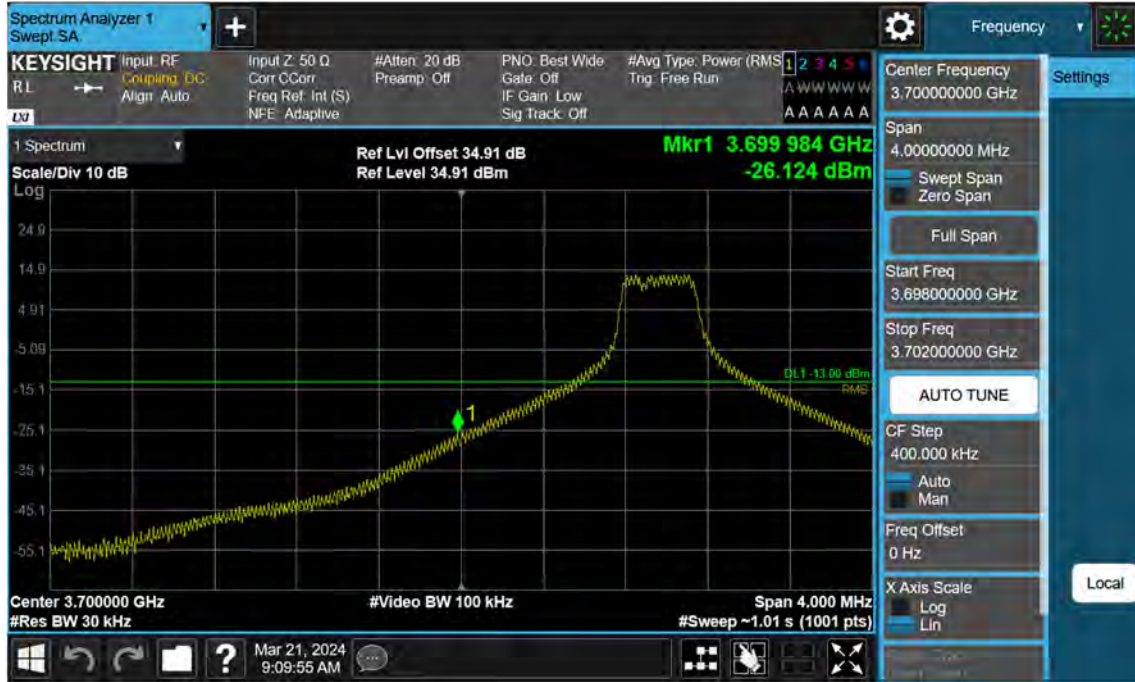 Spectrum Analyzer 1
Swept SA
+
Frequency
KEYSIGHT
RL
LXI
Input: RF
Coupling: DC
Align: Auto
Input Z: 50 Ω
Corr CCorr
Freq Ref: Int (S)
NFE: Adaptive
#Atten: 20 dB
Preamp: Off
PNO: Best Wide
Gate: Off
IF Gain: Low
Sig Track: Off
#Avg Type: Power (RMS
Trig: Free Run
1 2 3 4 5 6
A W W W W W
A A A A A A
1 Spectrum
Scale/Div 10 dB
Log
Ref Lvl Offset 34.91 dB
Ref Level 34.91 dBm
Mkr1 3.699 984 GHz
-26.124 dBm
24.9
14.9
4.91
-5.09
-15.1
-25.1
-35.1
-45.1
-55.1
1
DL1 -13.00 dBm
RMS
Center 3.700000 GHz
#Res BW 30 kHz
#Video BW 100 kHz
Span 4.000 MHz
#Sweep ~1.01 s (1001 pts)
Mar 21, 2024
9:09:55 AM
?
Center Frequency
3.700000000 GHz
Span
4.00000000 MHz
Swept Span
Zero Span
Full Span
Start Freq
3.698000000 GHz
Stop Freq
3.702000000 GHz
AUTO TUNE
CF Step
400.000 kHz
Auto
Man
Freq Offset
0 Hz
X Axis Scale
Log
Lin
Settings
Local